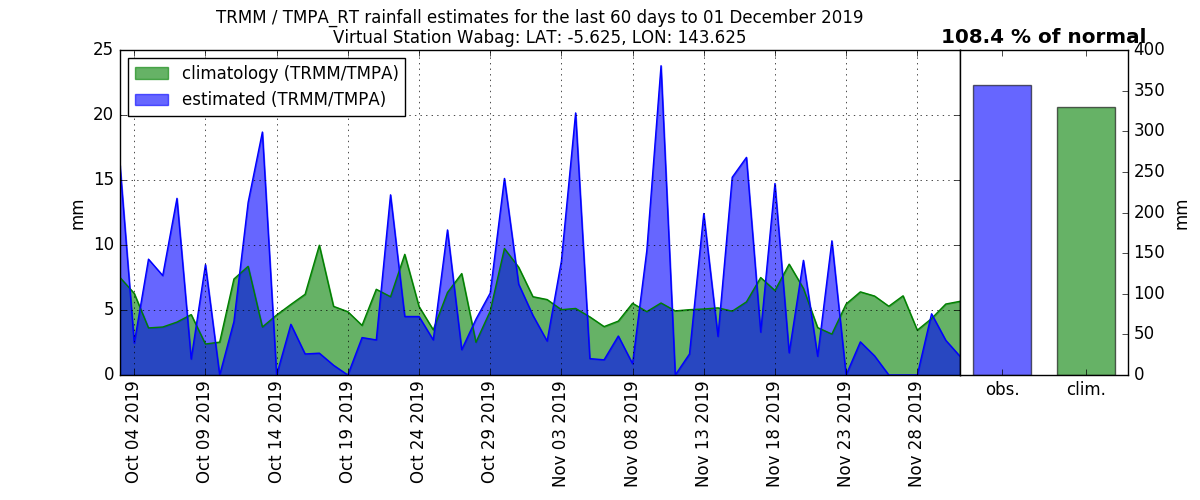 TRMM / TMPA_RT rainfall estimates for the last 60 days to 01 December 2019
Virtual Station Wabag: LAT: -5.625, LON: 143.625
108.4 % of normal
climatology (TRMM/TMPA)
estimated (TRMM/TMPA)
25
20
15
10
5
0
mm
Oct 04 2019
Oct 09 2019
Oct 14 2019
Oct 19 2019
Oct 24 2019
Oct 29 2019
Nov 03 2019
Nov 08 2019
Nov 13 2019
Nov 18 2019
Nov 23 2019
Nov 28 2019
obs.
clim.
400
350
300
250
200
150
100
50
0
mm